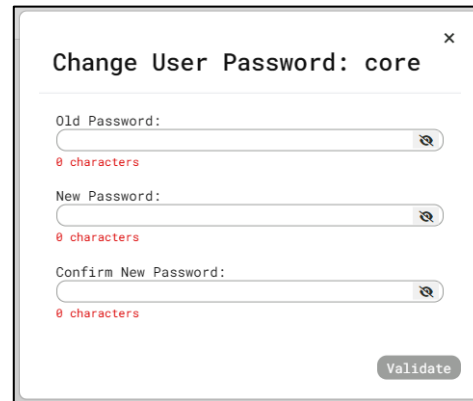 ×
Change User Password: core
Old Password:
0 characters
New Password:
0 characters
Confirm New Password:
0 characters
Validate